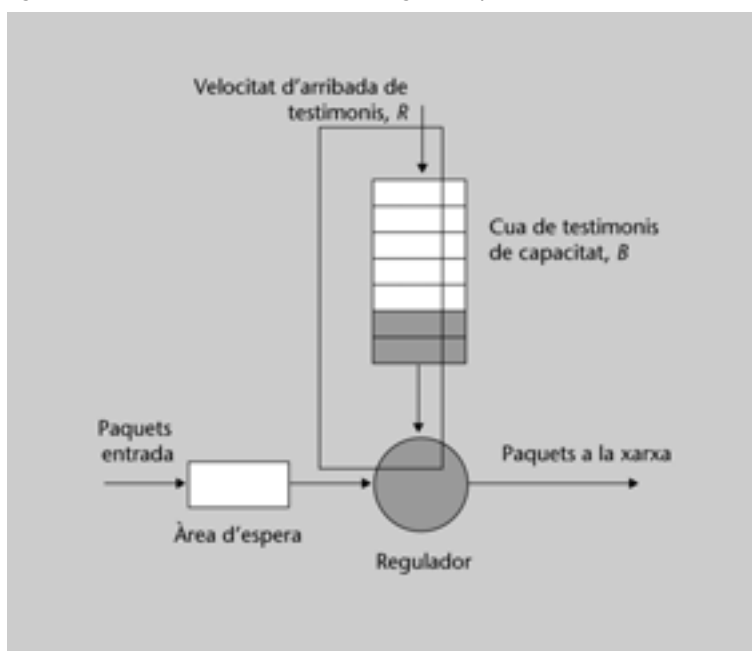 Velocitat d'arribada de
testimonis, R
Cua de testimonis
de capacitat, B
Paquets
entrada
Paquets a la xarxa
Àrea d'espera
Regulador